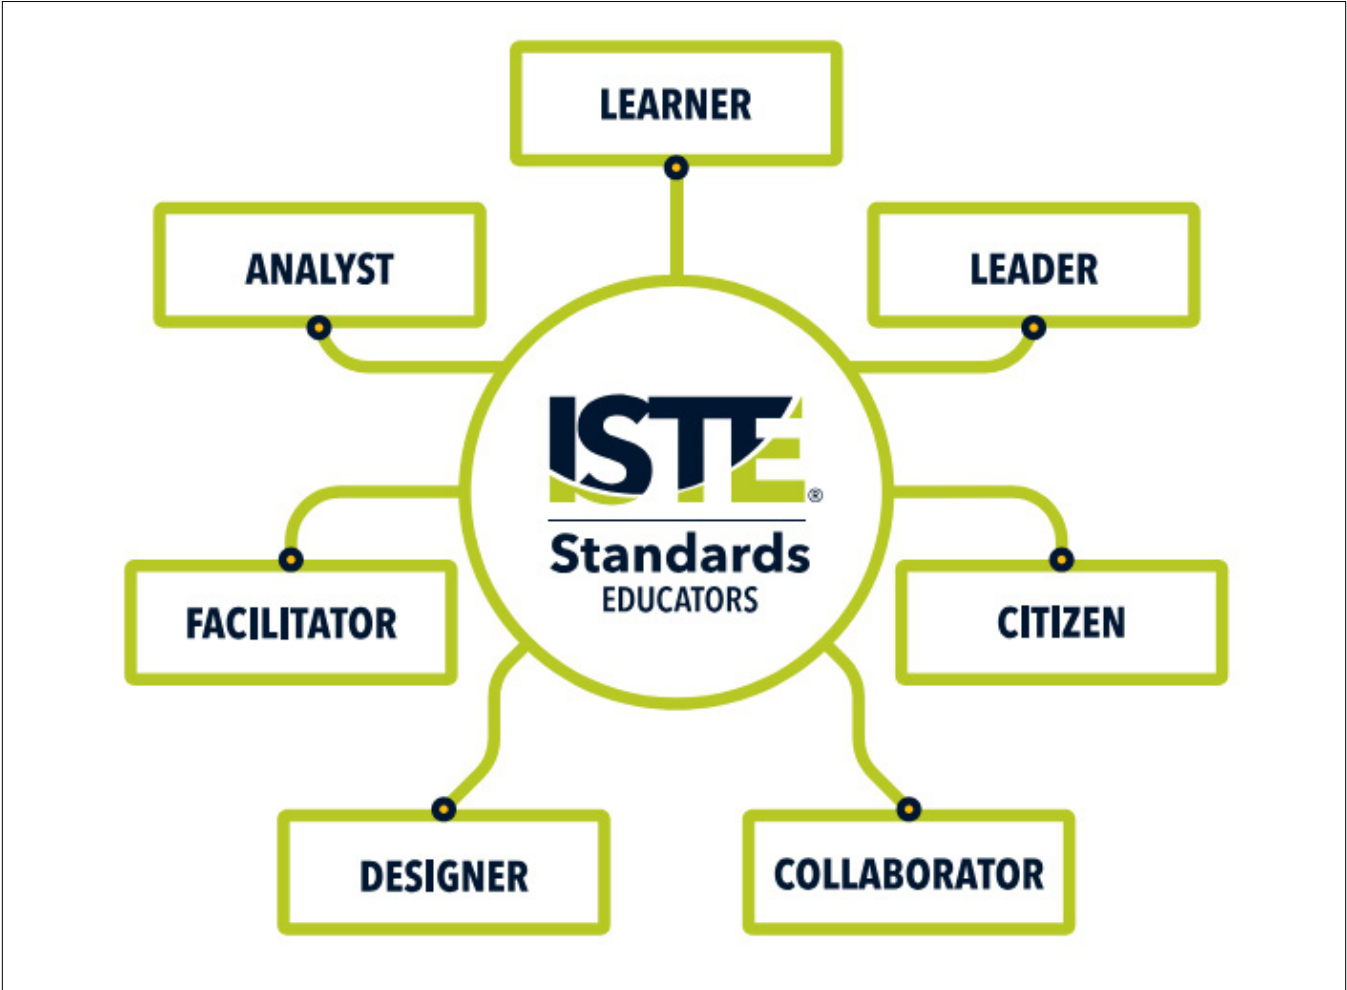 LEARNER
ANALYST
LEADER
ISTE®
Standards
EDUCATORS
FACILITATOR
CITIZEN
DESIGNER
COLLABORATOR